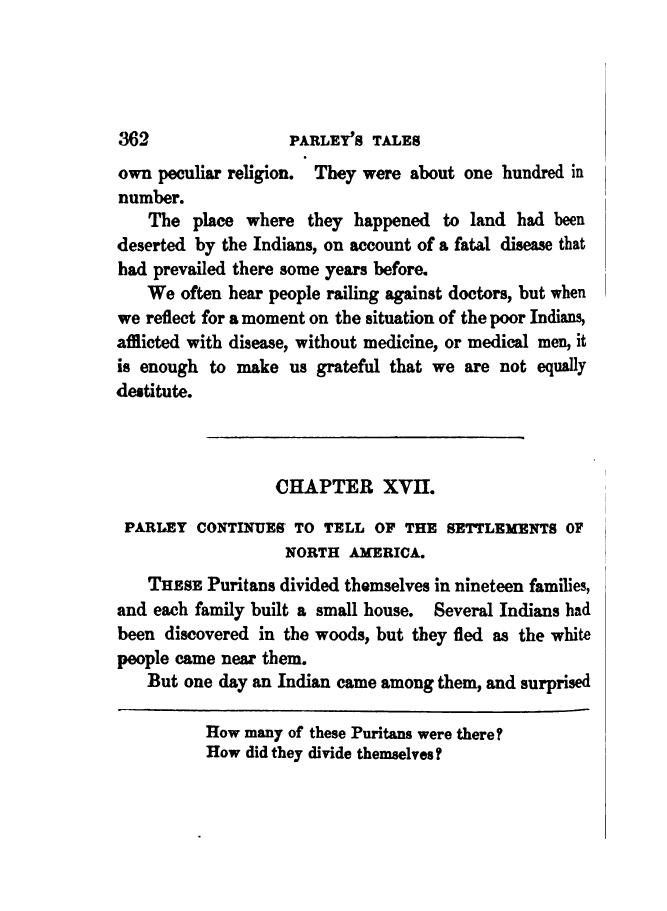 362 PARLEY'S TALES
own peculiar religion. They were about one hundred in
number.
The place where they happened to land had been
deserted by the Indians, on account of a fatal disease that
had prevailed there some years before.
We often hear people railing against doctors, but when
we reflect for a moment on the situation of the poor Indians,
afflicted with disease, without medicine, or medical men, it
is enough to make us grateful that we are not equally
destitute.
CHAPTER XVII.
PARLEY CONTINUES TO TELL OF THE SETTLEMENTS OF
NORTH AMERICA.
THESE Puritans divided themselves in nineteen families,
and each family built a small house. Several Indians had
been discovered in the woods, but they fled as the white
people came near them.
But one day an Indian came among them, and surprised
How many of these Puritans were there?
How did they divide themselves?